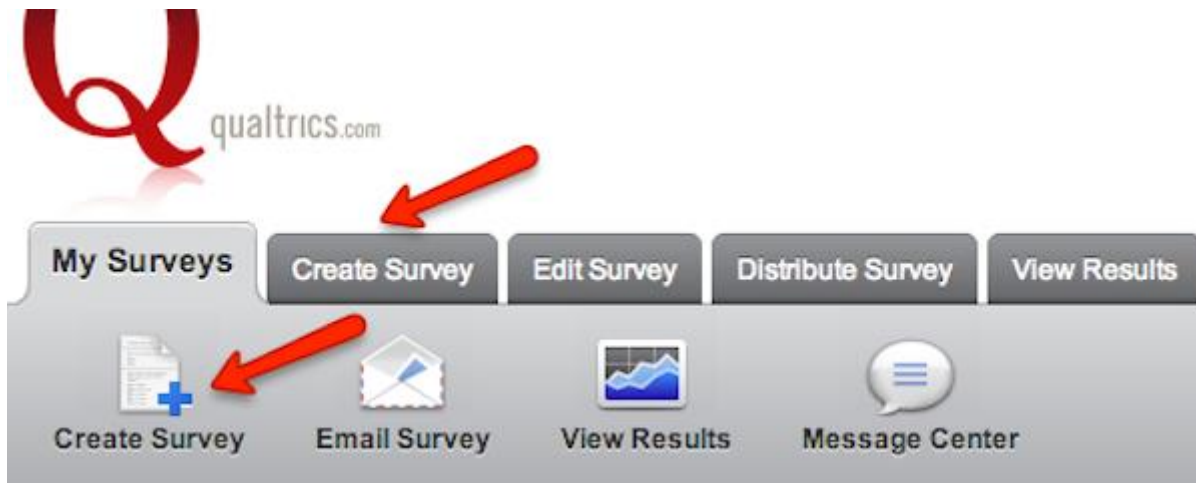 Q
qualtrics.com
My Surveys Create Survey Edit Survey Distribute Survey View Results
Create Survey Email Survey View Results Message Center